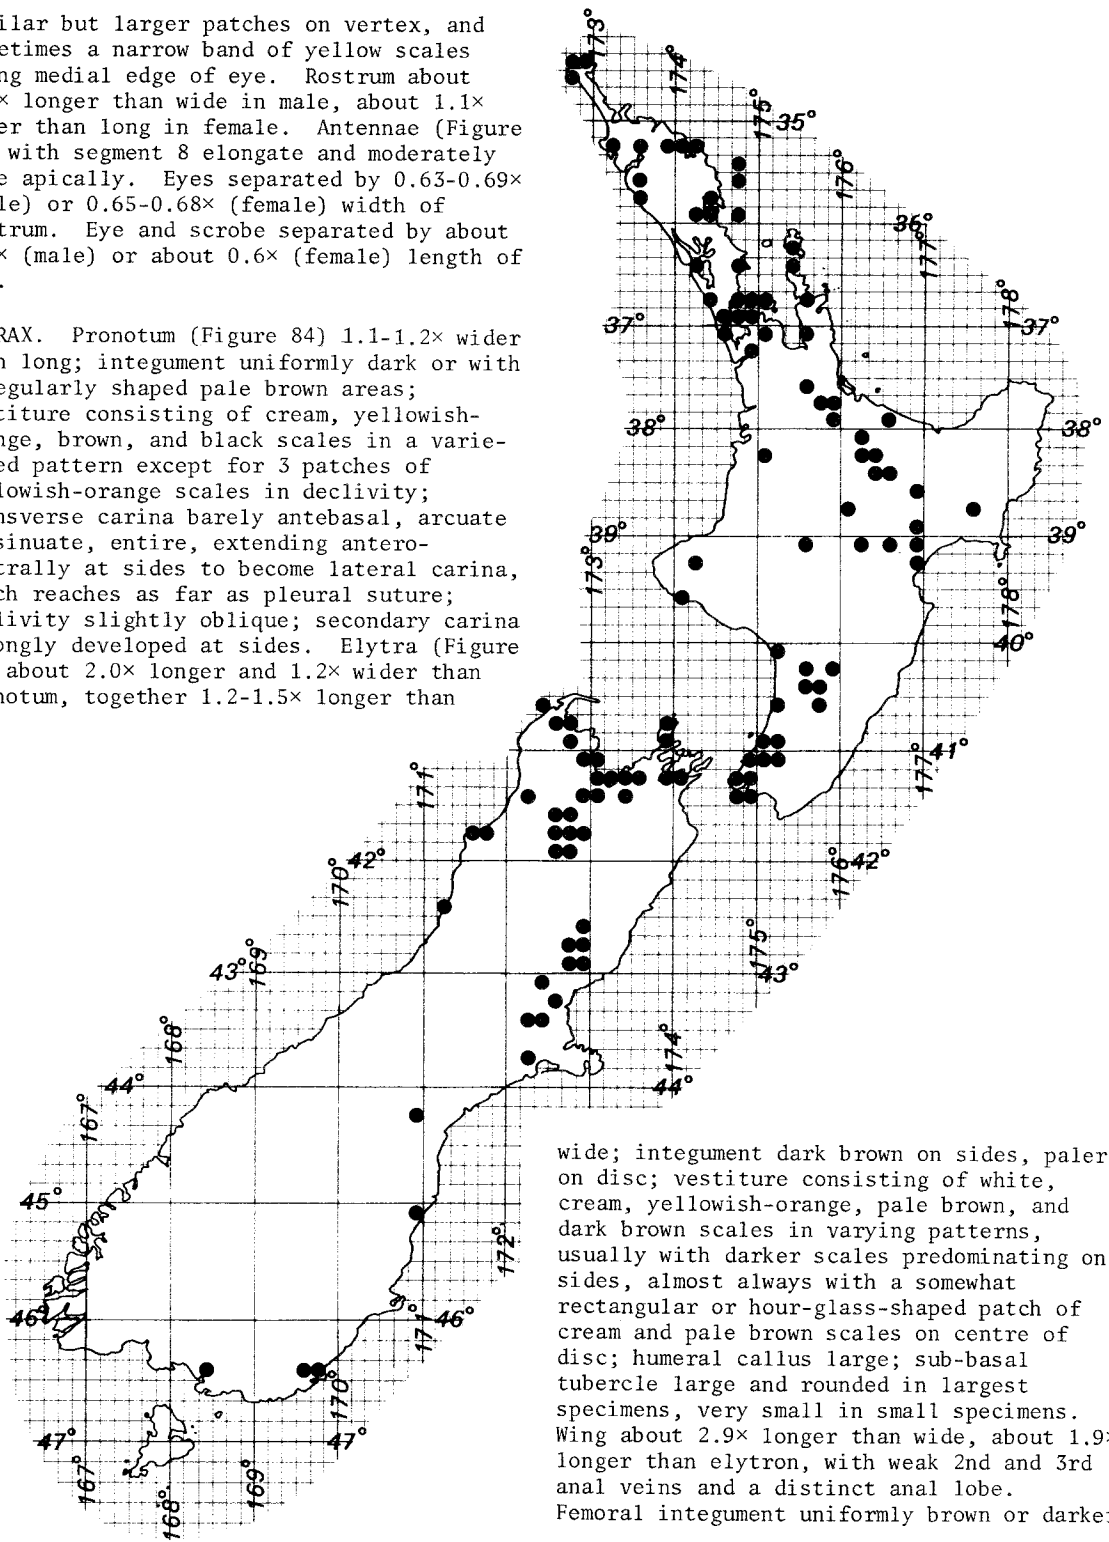 ilar but larger patches on vertex, and
etimes a narrow band of yellow scales
ng medial edge of eye. Rostrum about
× longer than wide in male, about 1.1×
er than long in female. Antennae (Figure
with segment 8 elongate and moderately
e apically. Eyes separated by 0.63-0.69×
le) or 0.65-0.68× (female) width of
trum. Eye and scrobe separated by about
× (male) or about 0.6× (female) length of
.
RAX. Pronotum (Figure 84) 1.1-1.2× wider
n long; integument uniformly dark or with
egularly shaped pale brown areas;
titure consisting of cream, yellowish-
nge, brown, and black scales in a varie-
ed pattern except for 3 patches of
lowish-orange scales in declivity;
nsverse carina barely antebasal, arcuate
sinuate, entire, extending antero-
trally at sides to become lateral carina,
ch reaches as far as pleural suture;
livity slightly oblique; secondary carina
ongly developed at sides. Elytra (Figure
about 2.0× longer and 1.2× wider than
notum, together 1.2-1.5× longer than
173°
174°
175°
35°
176°
36°
177°
178°
37°
37°
38°
38°
39°
173°
39°
178°
40°
177°
41°
171°
170°
42°
176°
42°
43°
169°
175°
43°
168°
174°
44°
44°
167°
45°
172°
46°
171°
46°
170°
47°
47°
167°
168°
169°
wide; integument dark brown on sides, paler
on disc; vestiture consisting of white,
cream, yellowish-orange, pale brown, and
dark brown scales in varying patterns,
usually with darker scales predominating on
sides, almost always with a somewhat
rectangular or hour-glass-shaped patch of
cream and pale brown scales on centre of
disc; humeral callus large; sub-basal
tubercle large and rounded in largest
specimens, very small in small specimens.
Wing about 2.9× longer than wide, about 1.9×
longer than elytron, with weak 2nd and 3rd
anal veins and a distinct anal lobe.
Femoral integument uniformly brown or darker